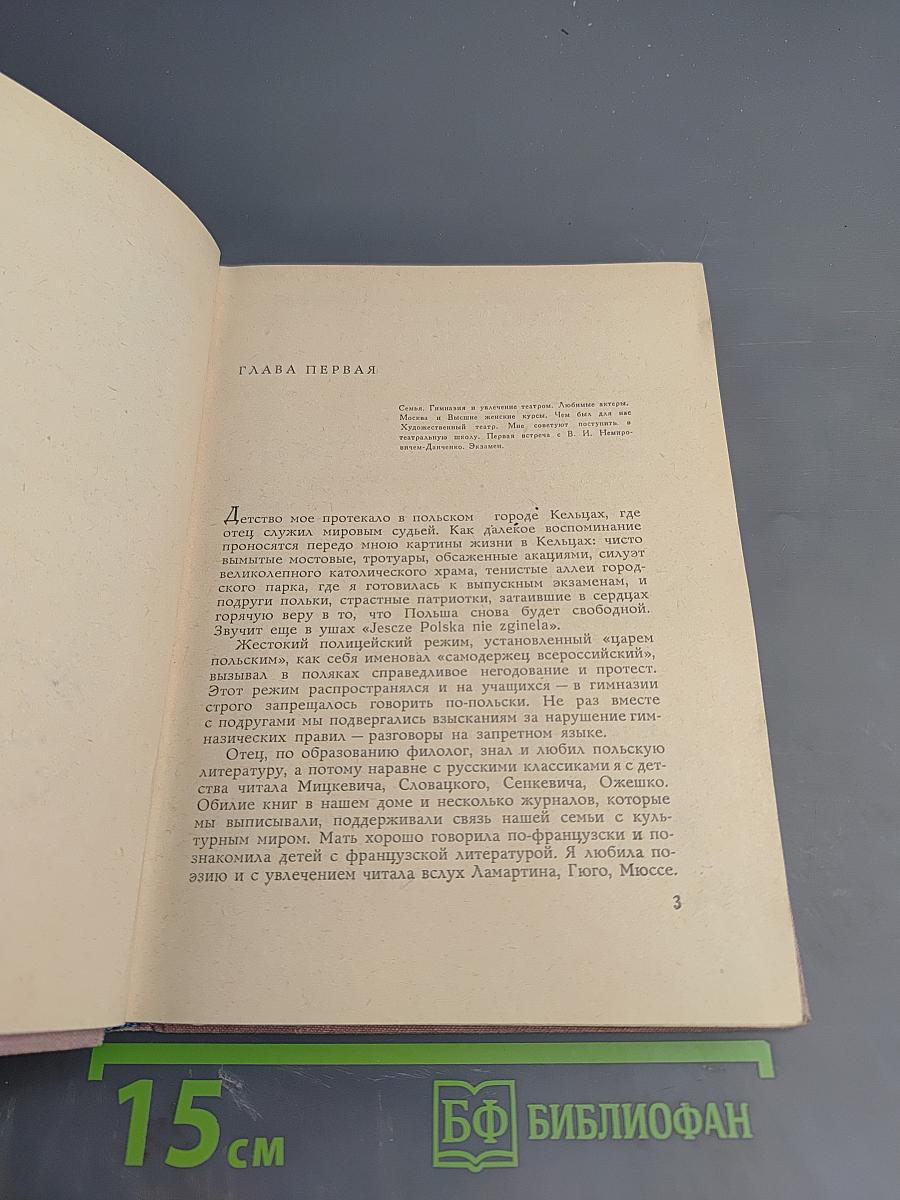 ГЛАВА ПЕРВАЯ
Семья. Гимназия и увлечение театром. Любимые актеры.
Москва и Высшие женские курсы. Чем был для нас
Художественный театр. Мне советуют поступить в
театральную школу. Первая встреча с В. И. Немиро-
вичем-Данченко. Экзамен.
Детство мое протекало в польском городе Кельцах, где
отец служил мировым судьей. Как далекое воспоминание
проносятся передо мною картины жизни в Кельцах: чисто
вымытые мостовые, тротуары, обсаженные акациями, силуэт
великолепного католического храма, тенистые аллеи город-
ского парка, где я готовилась к выпускным экзаменам, и
подруги польки, страстные патриотки, затаившие в сердцах
горячую веру в то, что Польша снова будет свободной.
Звучит еще в ушах «Jescze Polska nie zginela».
Жестокий полицейский режим, установленный «царем
польским», как себя именовал «самодержец всероссийский»,
вызывал в поляках справедливое негодование и протест.
Этот режим распространялся и на учащихся — в гимназии
строго запрещалось говорить по-польски. Не раз вместе
с подругами мы подвергались взысканиям за нарушение гим-
назических правил — разговоры на запретном языке.
Отец, по образованию филолог, знал и любил польскую
литературу, а потому наравне с русскими классиками я с дет-
ства читала Мицкевича, Словацкого, Сенкевича, Ожешко.
Обилие книг в нашем доме и несколько журналов, которые
мы выписывали, поддерживали связь нашей семьи с куль-
турным миром. Мать хорошо говорила по-французски и по-
знакомила детей с французской литературой. Я любила по-
эзию и с увлечением читала вслух Ламартина, Гюго, Мюссе.
3
15 см
БФ БИБЛИОФАН